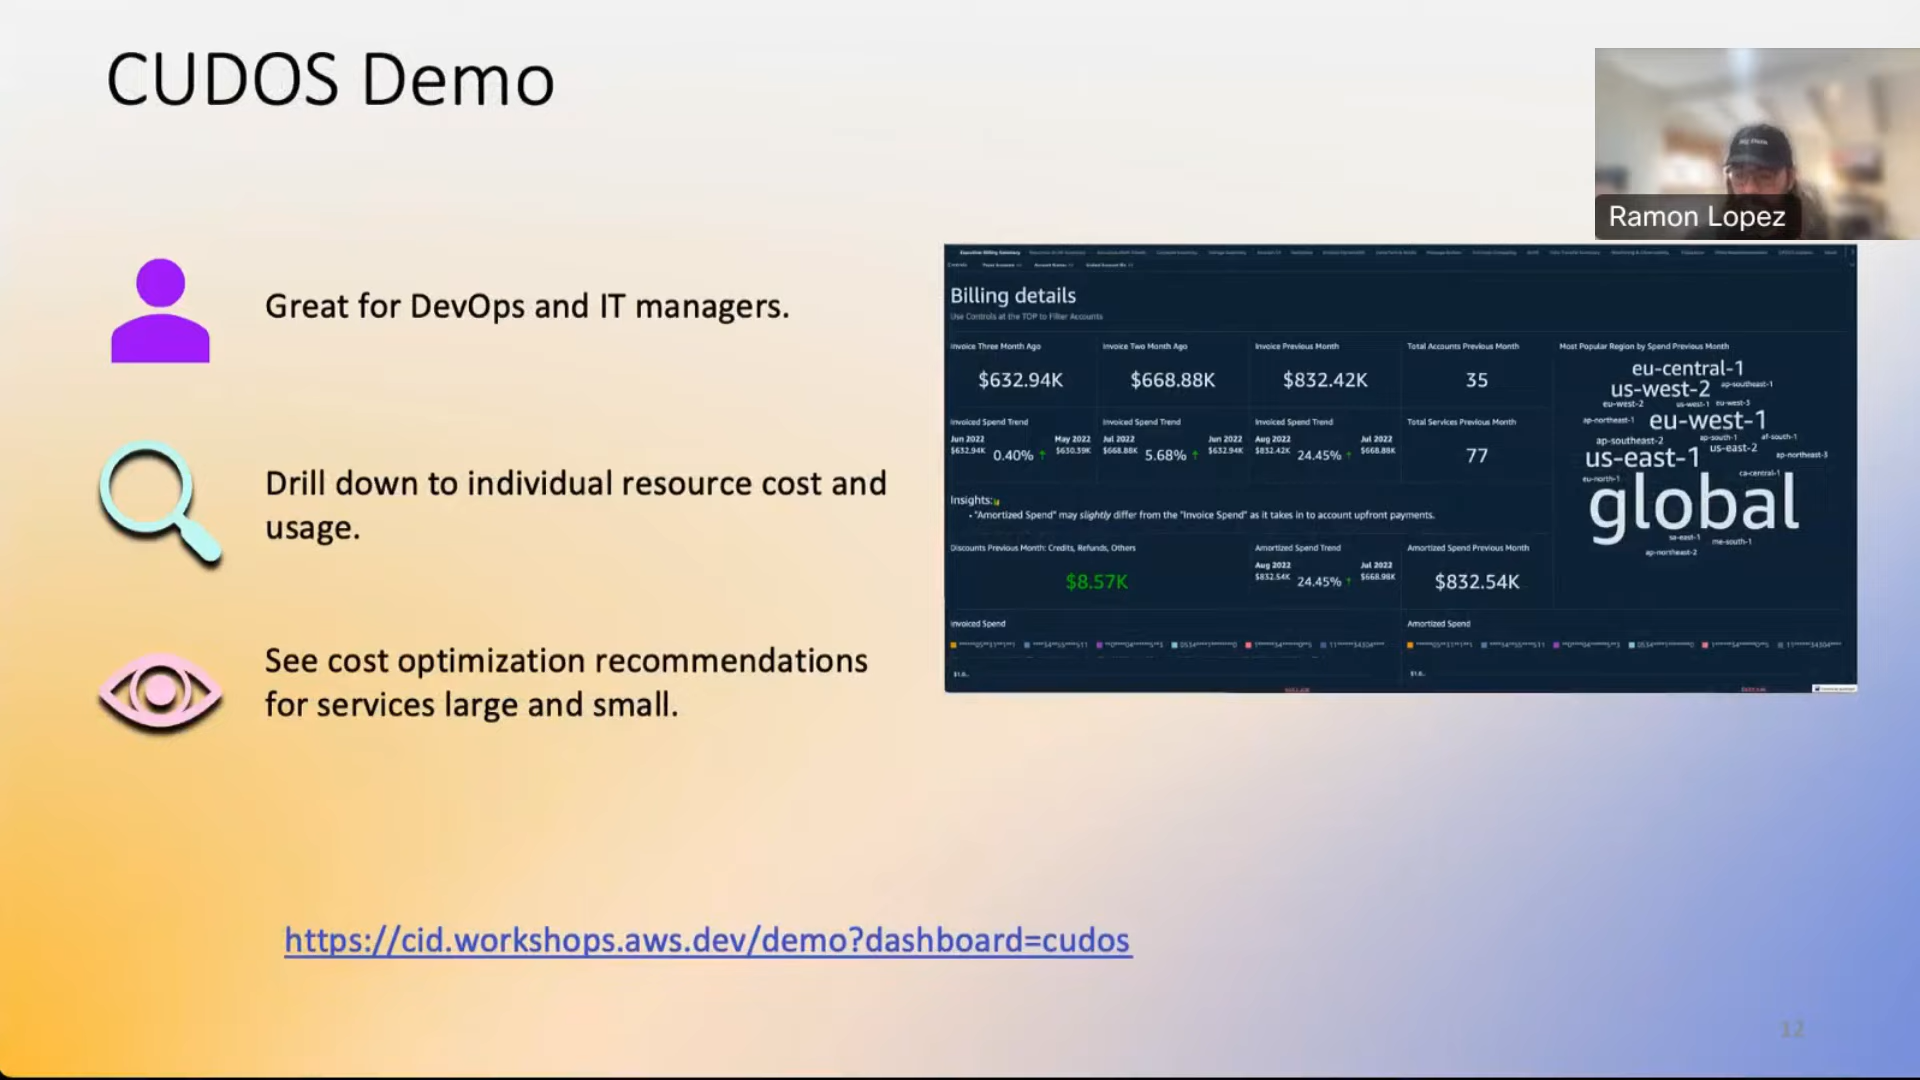 CUDOS Demo
Ramon Lopez
Great for DevOps and IT managers.
Drill down to individual resource cost and
usage.
See cost optimization recommendations
for services large and small.
Executive Billing Summary
Billing details
Use Controls at the TOP to Filter Accounts
Invoice Three Month Ago
$632.94K
Invoice Two Month Ago
$668.88K
Invoice Previous Month
$832.42K
Total Accounts Previous Month
35
Most Popular Region by Spend Previous Month
eu-central-1
us-west-2 ap-southeast-1
eu-west-2 us-west-1 eu-west-3
ap-northeast-1 eu-west-1
ap-southeast-2 ap-south-1 af-south-1
us-east-1 us-east-2 ap-northeast-3
eu-north-1 ca-central-1
global
sa-east-1 me-south-1
ap-northeast-2
Invoiced Spend Trend
Jun 2022 May 2022
$632.94K 0.40% ↑ $630.39K
Invoiced Spend Trend
Jul 2022 Jun 2022
$668.88K 5.68% ↑ $632.94K
Invoiced Spend Trend
Aug 2022 Jul 2022
$832.42K 24.45% ↑ $668.88K
Total Services Previous Month
77
Insights:
• "Amortized Spend" may slightly differ from the "Invoice Spend" as it takes in to account upfront payments.
Discounts Previous Month: Credits, Refunds, Others
$8.57K
Amortized Spend Trend
Aug 2022 Jul 2022
$832.54K 24.45% ↑ $668.98K
Amortized Spend Previous Month
$832.54K
Invoiced Spend
Amortized Spend
https://cid.workshops.aws.dev/demo?dashboard=cudos
12